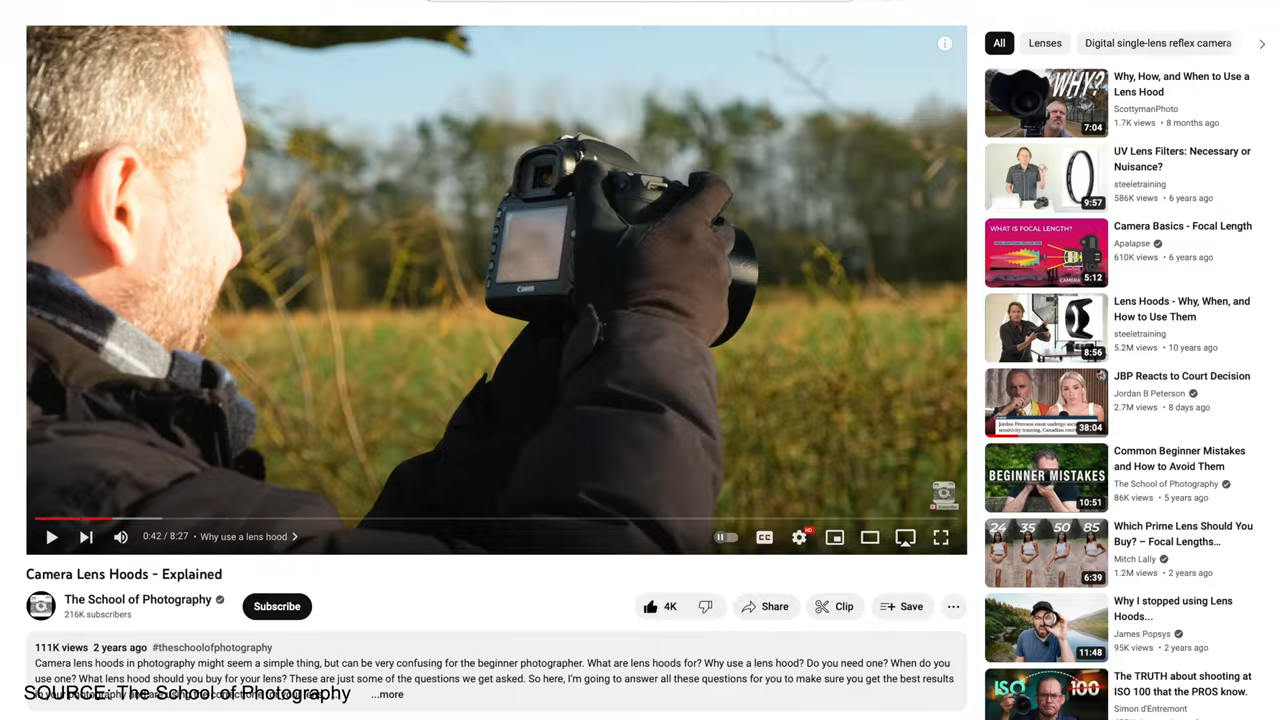 All
Lenses
Digital single-lens reflex camera
Canon
0:42 / 8:27 • Why use a lens hood
CC
HD
Camera Lens Hoods - Explained
The School of Photography
216K subscribers
Subscribe
4K
Share
Clip
Save
111K views 2 years ago #theschoolofphotography
Camera lens hoods in photography might seem a simple thing, but can be very confusing for the beginner photographer. What are lens hoods for? Why use a lens hood? Do you need one? When do you
use one? What lens hood should you buy for your lens? These are just some of the questions we get asked. So here, I'm going to answer all these questions for you to make sure you get the best results
...more
SOURCE: The School of Photography
WHY?
7:04
Why, How, and When to Use a
Lens Hood
ScottymanPhoto
1.7K views • 8 months ago
9:57
UV Lens Filters: Necessary or
Nuisance?
steeletraining
586K views • 6 years ago
WHAT IS FOCAL LENGTH?
5:12
Camera Basics - Focal Length
Apalapse
610K views • 6 years ago
8:56
Lens Hoods - Why, When, and
How to Use Them
steeletraining
5.2M views • 10 years ago
Jordan Peterson must undergo
sensitivity training, Canadian
38:04
JBP Reacts to Court Decision
Jordan B Peterson
2.7M views • 8 days ago
BEGINNER MISTAKES
10:51
Common Beginner Mistakes
and How to Avoid Them
The School of Photography
86K views • 5 years ago
24 35 50 85
6:39
Which Prime Lens Should You
Buy? – Focal Lengths...
Mitch Lally
1.2M views • 2 years ago
11:48
Why I stopped using Lens
Hoods...
James Popsys
95K views • 2 years ago
ISO 100
The TRUTH about shooting at
ISO 100 that the PROS know.
Simon d'Entremont